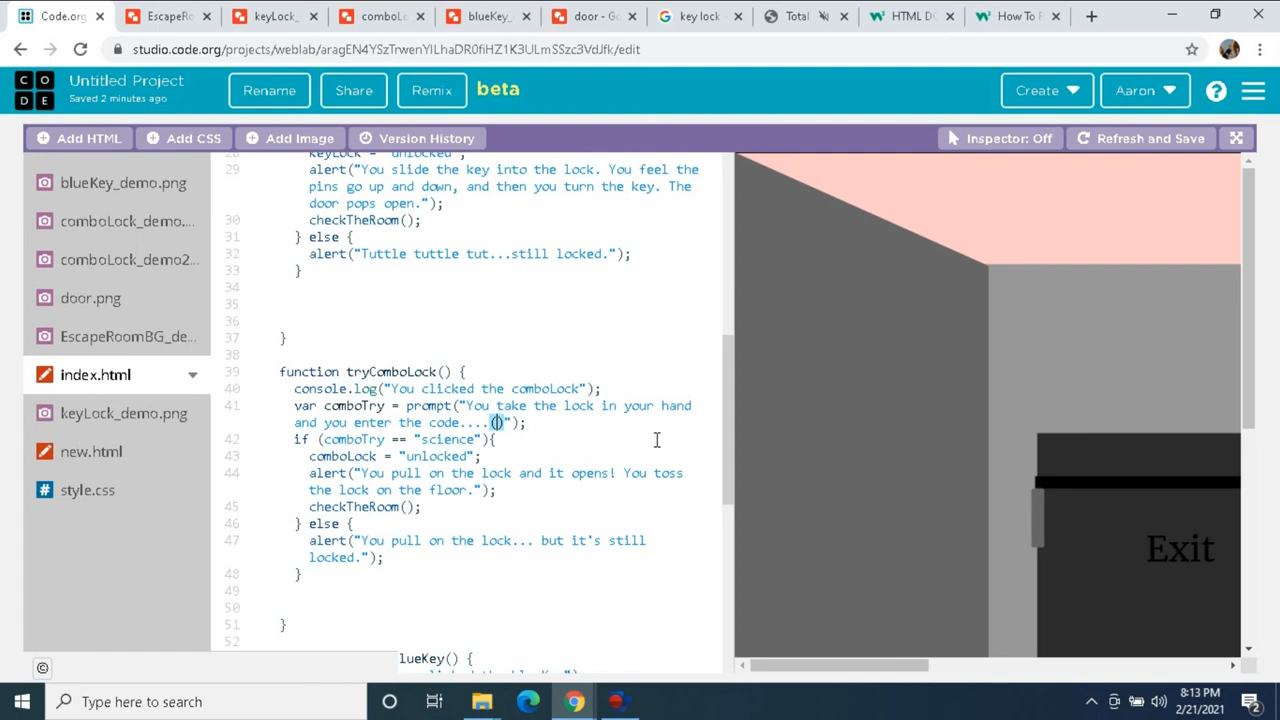 Code.org
EscapeRo
keyLock_
comboLo
blueKey_
door - Go
key lock
Total
HTML DO
How To R
studio.code.org/projects/weblab/aragEN4YSzTrwenYILhaDR0fiHZ1K3UlmSSzc3VdJfk/edit
C O
D E
Untitled Project
Saved 2 minutes ago
Rename
Share
Remix
beta
Create
Aaron
?
Add HTML
Add CSS
Add Image
Version History
Inspector: Off
Refresh and Save
blueKey_demo.png
comboLock_demo....
comboLock_demo2...
door.png
EscapeRoomBG_de...
index.html
keyLock_demo.png
new.html
style.css
28 keyLock = "unlocked";
29 alert("You slide the key into the lock. You feel the
pins go up and down, and then you turn the key. The
door pops open.");
30 checkTheRoom();
31 } else {
32 alert("Tuttle tuttle tut...still locked.");
33 }
34
35
36
37 }
38
39 function tryComboLock() {
40 console.log("You clicked the comboLock");
41 var comboTry = prompt("You take the lock in your hand
and you enter the code....()");
42 if (comboTry == "science"){
43 comboLock = "unlocked";
44 alert("You pull on the lock and it opens! You toss
the lock on the floor.");
45 checkTheRoom();
46 } else {
47 alert("You pull on the lock... but it's still
locked.");
48 }
49
50
51 }
52
lueKey() {
Exit
Type here to search
8:13 PM
2/21/2021
2